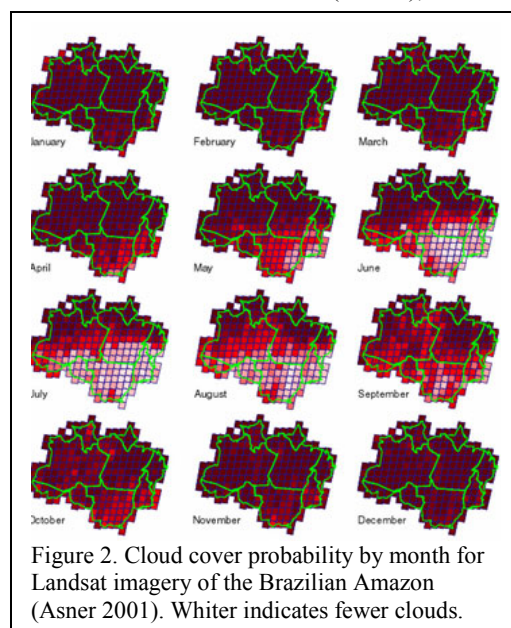 January February March
April May June
July August September
October November December
Figure 2. Cloud cover probability by month for
Landsat imagery of the Brazilian Amazon
(Asner 2001). Whiter indicates fewer clouds.